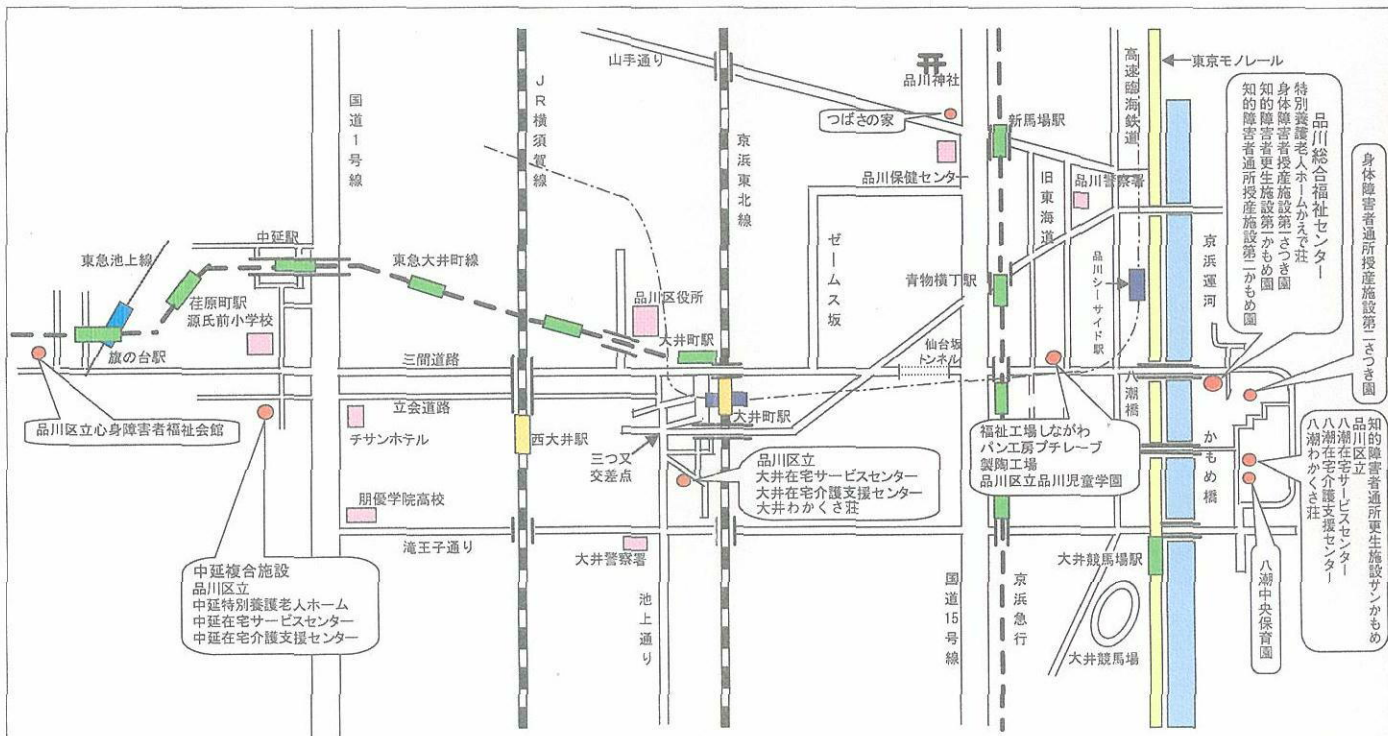 国道1号線
JR横須賀線
山手通り
京浜東北線
品川神社
つばさの家
新馬場駅
高速臨海鉄道
東京モノレール
品川総合福祉センター
特別養護老人ホームかえで荘
身体障害者授産施設第一さつき園
知的障害者更生施設第一かもめ園
知的障害者通所授産施設第二かもめ園
身体障害者通所授産施設第二さつき園
品川保健センター
旧東海道
品川警察署
中延駅
東急池上線
東急大井町線
荏原町駅
源氏前小学校
旗の台駅
品川区役所
大井町駅
ゼームス坂
青物横丁駅
品川シーサイド駅
京浜運河
仙台坂
トンネル
三間道路
立会道路
品川区立心身障害者福祉会館
チサンホテル
西大井駅
大井町駅
三つ又
交差点
八潮橋
かもめ橋
福祉工場しながわ
パン工房プチレーブ
製陶工場
品川区立品川児童学園
品川区立
大井在宅サービスセンター
大井在宅介護支援センター
大井わかくさ荘
知的障害者通所更生施設サンかもめ
品川区立
八潮在宅サービスセンター
八潮在宅介護支援センター
八潮わかくさ荘
朋優学院高校
滝王子通り
大井警察署
大井競馬場駅
八潮中央保育園
中延複合施設
品川区立
中延特別養護老人ホーム
中延在宅サービスセンター
中延在宅介護支援センター
池上通り
国道15号線
京浜急行
大井競馬場